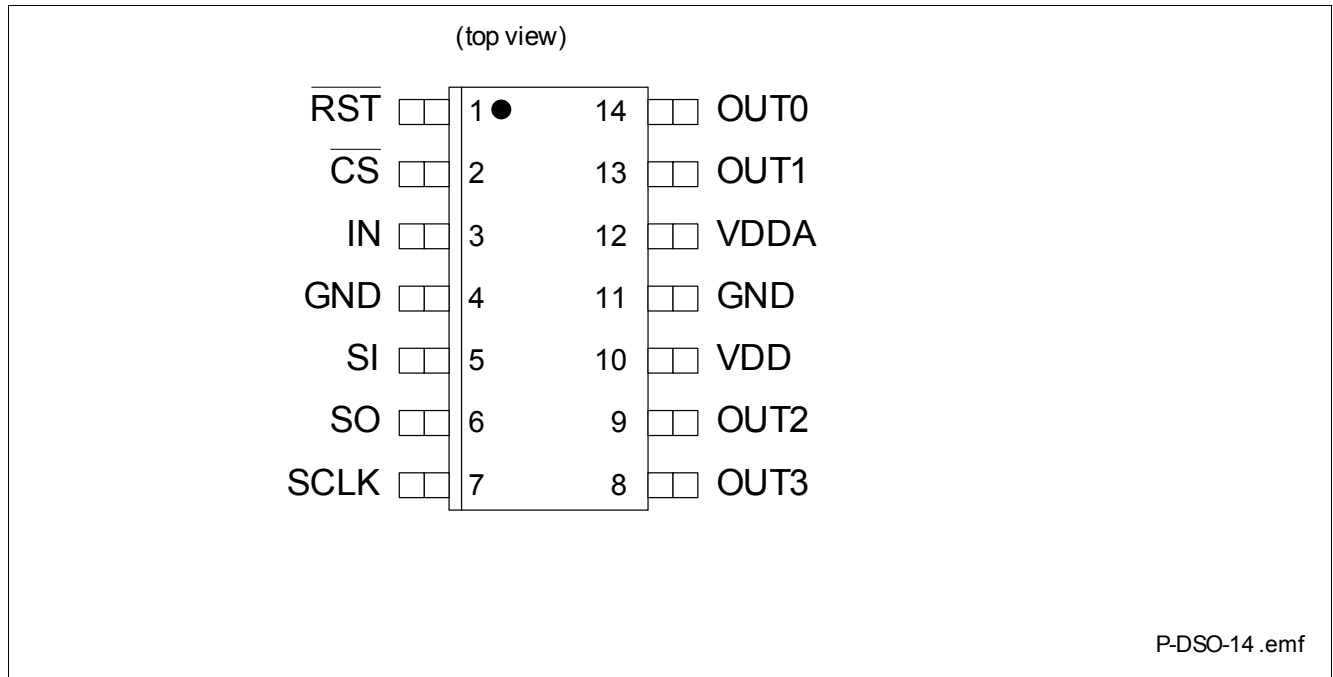 (top view)
RST 1 14 OUT0
CS 2 13 OUT1
IN 3 12 VDDA
GND 4 11 GND
SI 5 10 VDD
SO 6 9 OUT2
SCLK 7 8 OUT3
P-DSO-14 .emf